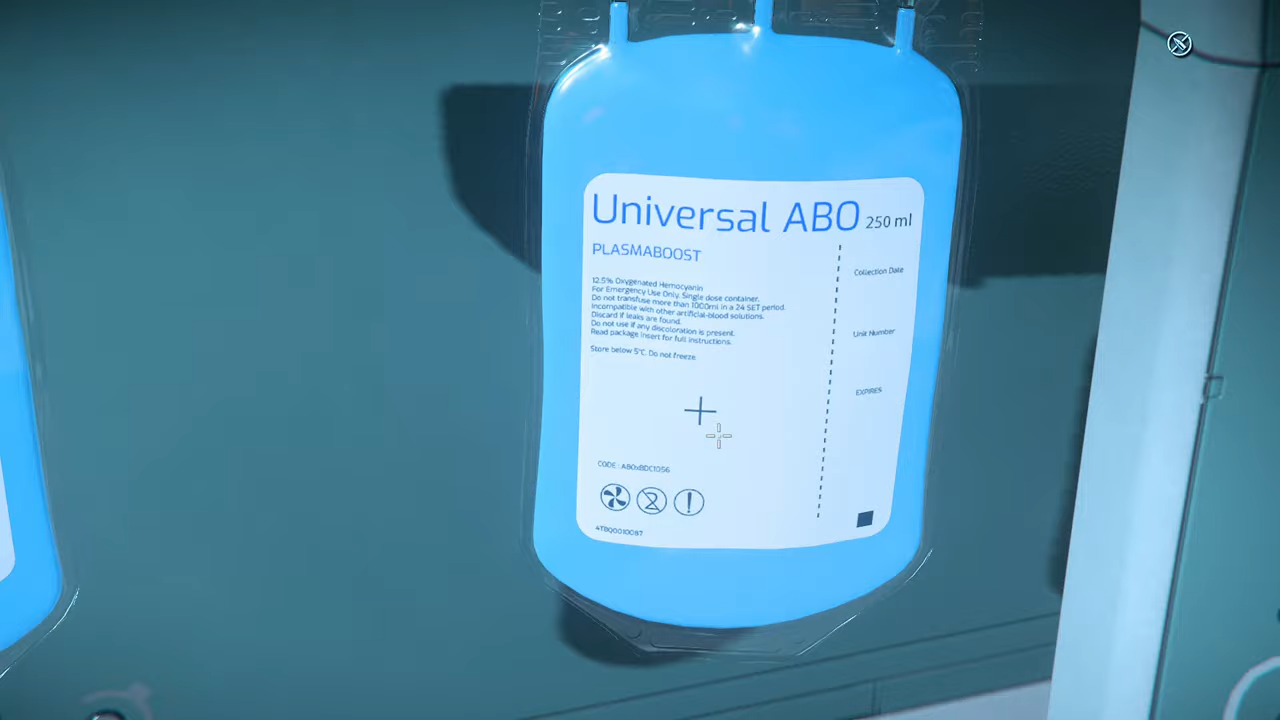 Universal ABO 250 ml
PLASMABOOST
12.5% Oxygenated Hemocyanin
For Emergency Use Only. Single dose container.
Do not transfuse more than 1000ml in a 24 SET period.
Incompatible with other artificial-blood solutions.
Discard if leaks are found.
Do not use if any discoloration is present.
Read package insert for full instructions.
Store below 5°C. Do not freeze
CODE : ABOxBDC1056
4TBQ0010097
Collection Date
Unit Number
EXPIRES